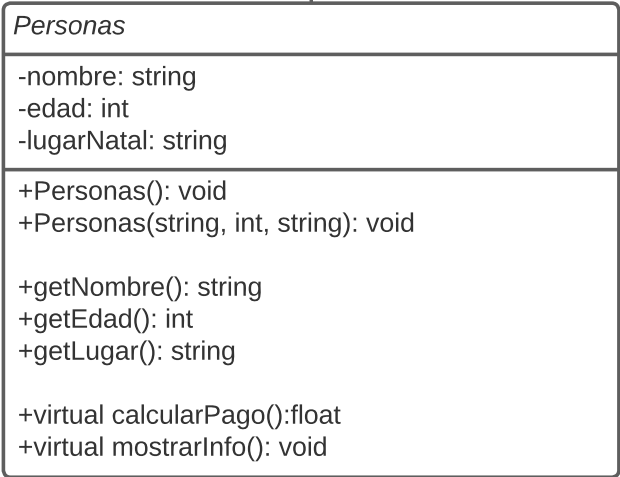 Personas
-nombre: string
-edad: int
-lugarNatal: string
+Personas(): void
+Personas(string, int, string): void
+getNombre(): string
+getEdad(): int
+getLugar(): string
+virtual calcularPago():float
+virtual mostrarInfo(): void